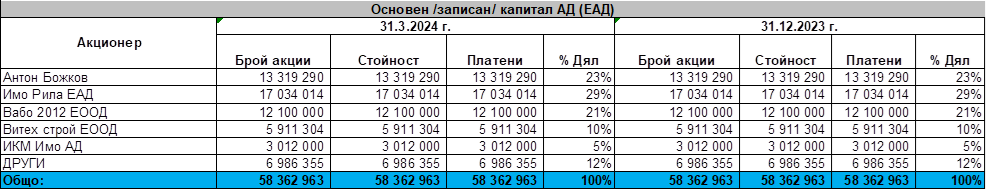 Основен /записан/ капитал АД (ЕАД)
Акционер 31.3.2024 г. 31.12.2023 г.
Брой акции Стойност Платени % Дял Брой акции Стойност Платени % Дял
Антон Божков 13 319 290 13 319 290 13 319 290 23% 13 319 290 13 319 290 13 319 290 23%
Имо Рила ЕАД 17 034 014 17 034 014 17 034 014 29% 17 034 014 17 034 014 17 034 014 29%
Вабо 2012 ЕООД 12 100 000 12 100 000 12 100 000 21% 12 100 000 12 100 000 12 100 000 21%
Витех строй ЕООД 5 911 304 5 911 304 5 911 304 10% 5 911 304 5 911 304 5 911 304 10%
ИКМ Имо АД 3 012 000 3 012 000 3 012 000 5% 3 012 000 3 012 000 3 012 000 5%
ДРУГИ 6 986 355 6 986 355 6 986 355 12% 6 986 355 6 986 355 6 986 355 12%
Общо: 58 362 963 58 362 963 58 362 963 100% 58 362 963 58 362 963 58 362 963 100%